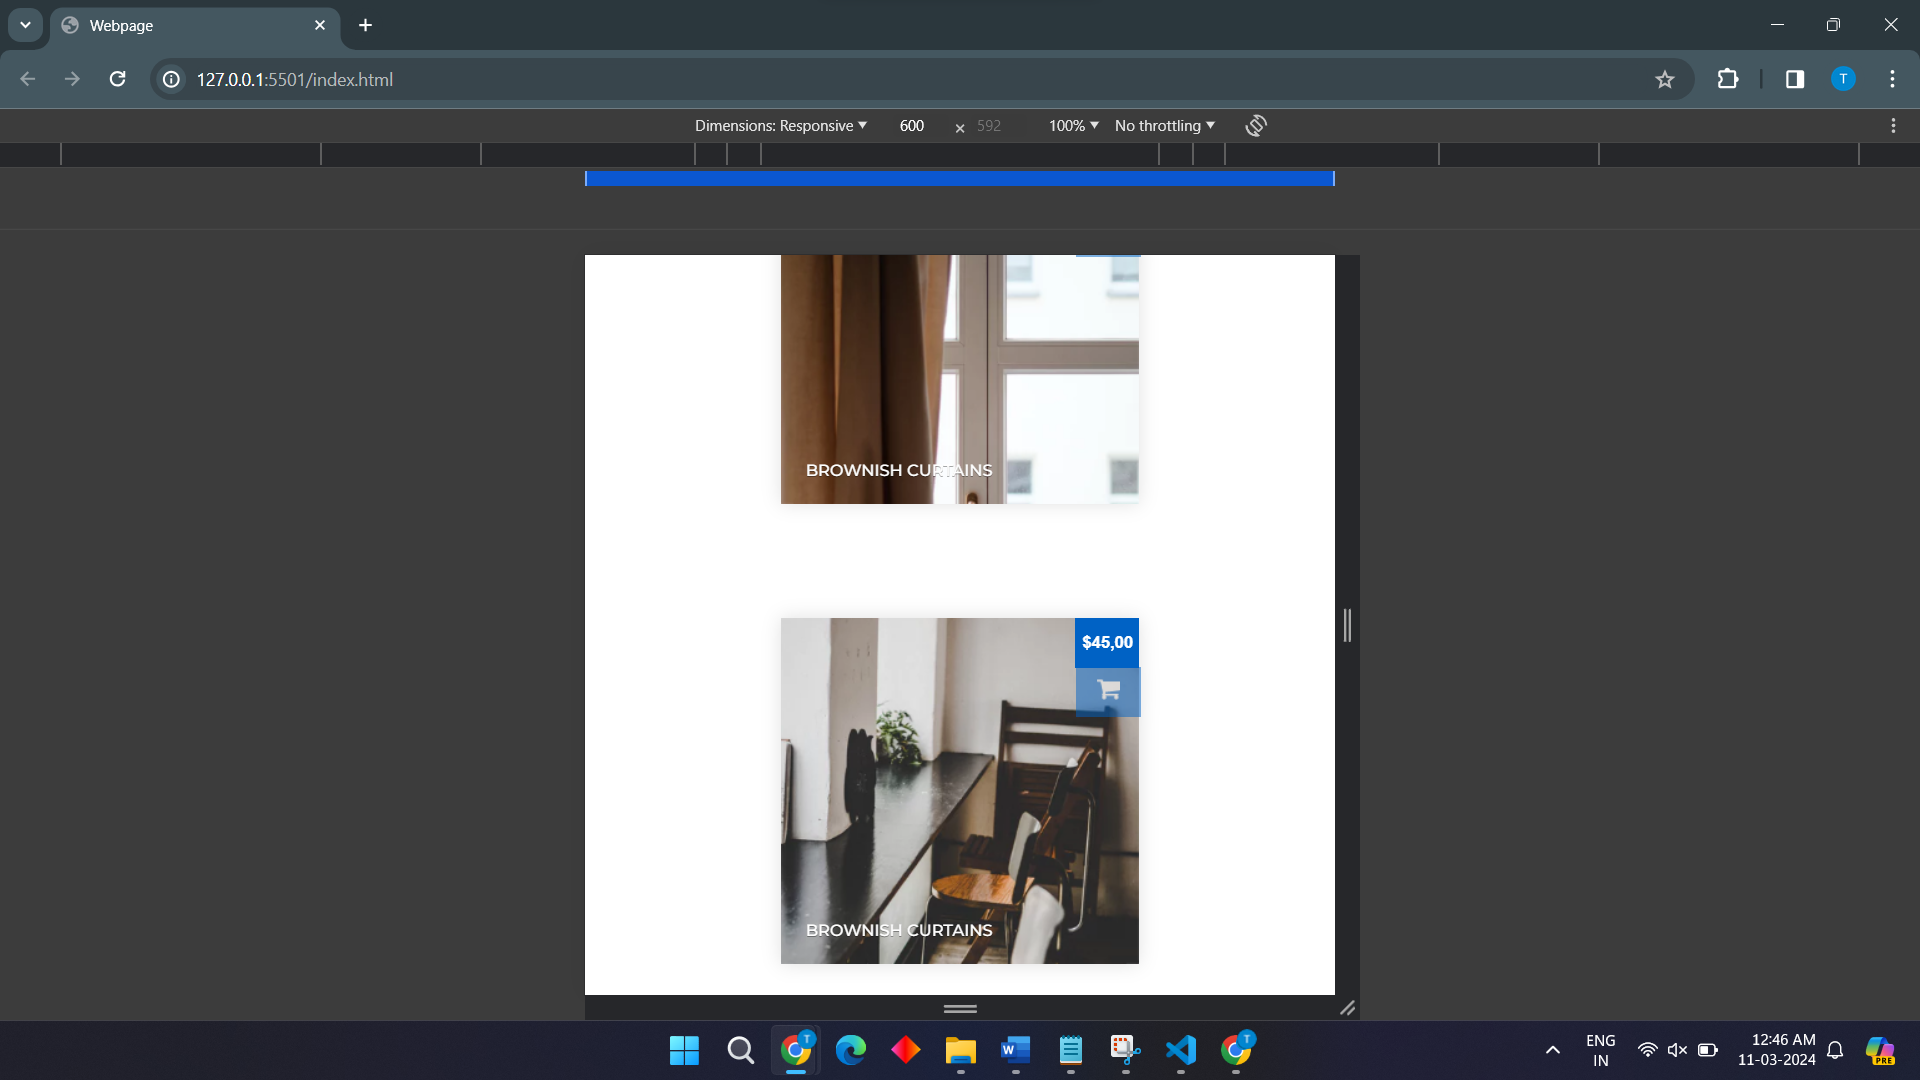 Webpage
127.0.0.1:5501/index.html
T
Dimensions: Responsive 600 × 592 100% No throttling
BROWNISH CURTAINS
$45,00
BROWNISH CURTAINS
T
W
T
ENG
IN
12:46 AM
11-03-2024
PRE